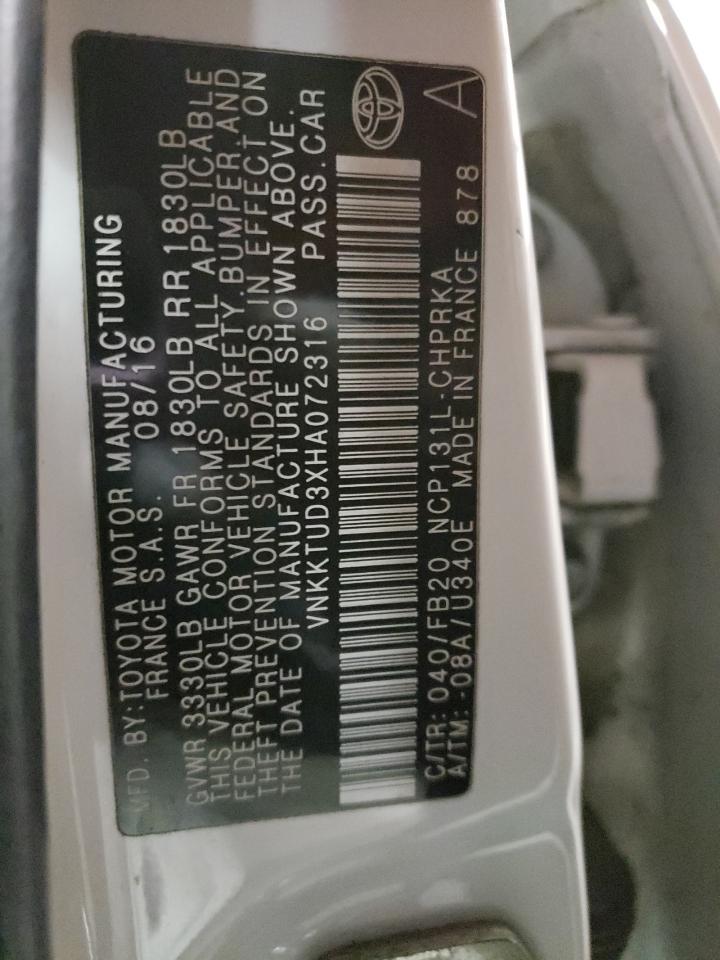 MFD. BY: TOYOTA MOTOR MANUFACTURING
FRANCE S.A.S. 08/16
GVWR 3330LB GAWR FR 1830LB RR 1830LB
THIS VEHICLE CONFORMS TO ALL APPLICABLE
FEDERAL MOTOR VEHICLE SAFETY, BUMPER, AND
THEFT PREVENTION STANDARDS IN EFFECT ON
THE DATE OF MANUFACTURE SHOWN ABOVE.
VNKKTUD3XHA072316 PASS.CAR
C/TR: 040/FB20 NCP131L-CHPRKA
A/TM: -08A/U340E MADE IN FRANCE 878 A